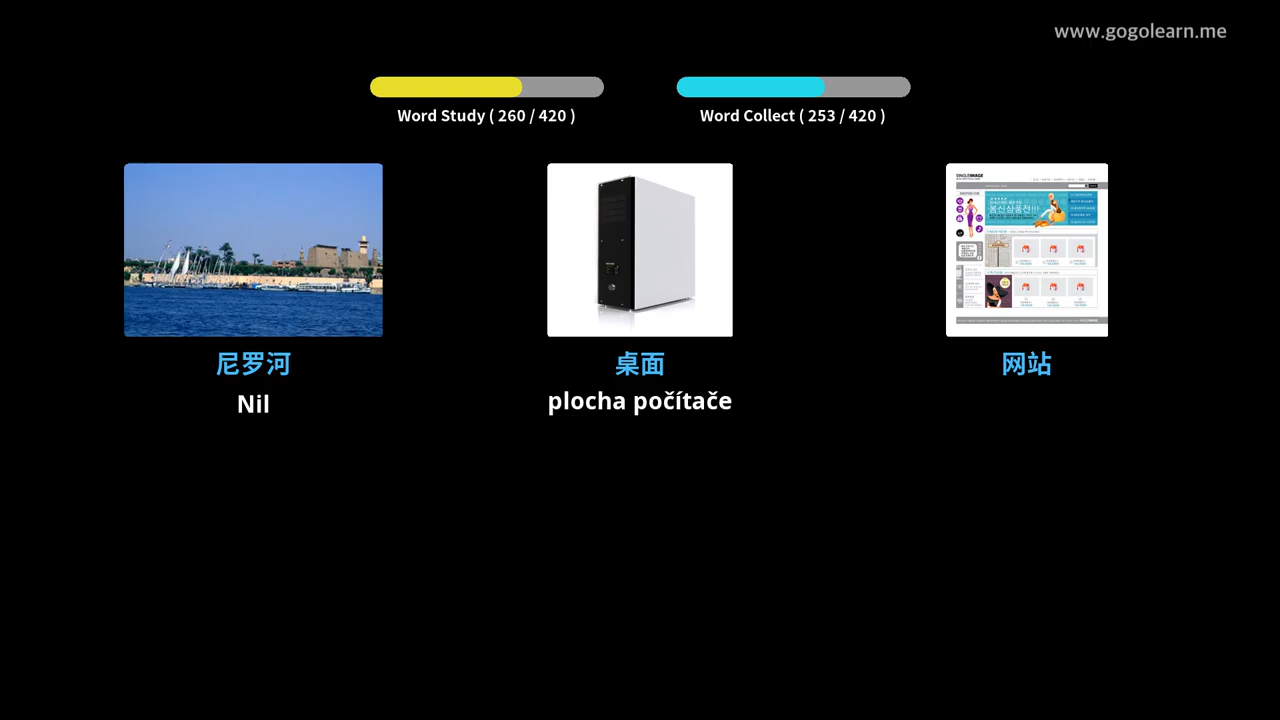 www.gogolearn.me
Word Study ( 260 / 420 )
Word Collect ( 253 / 420 )
尼罗河
桌面
网站
Nil
plocha počítače